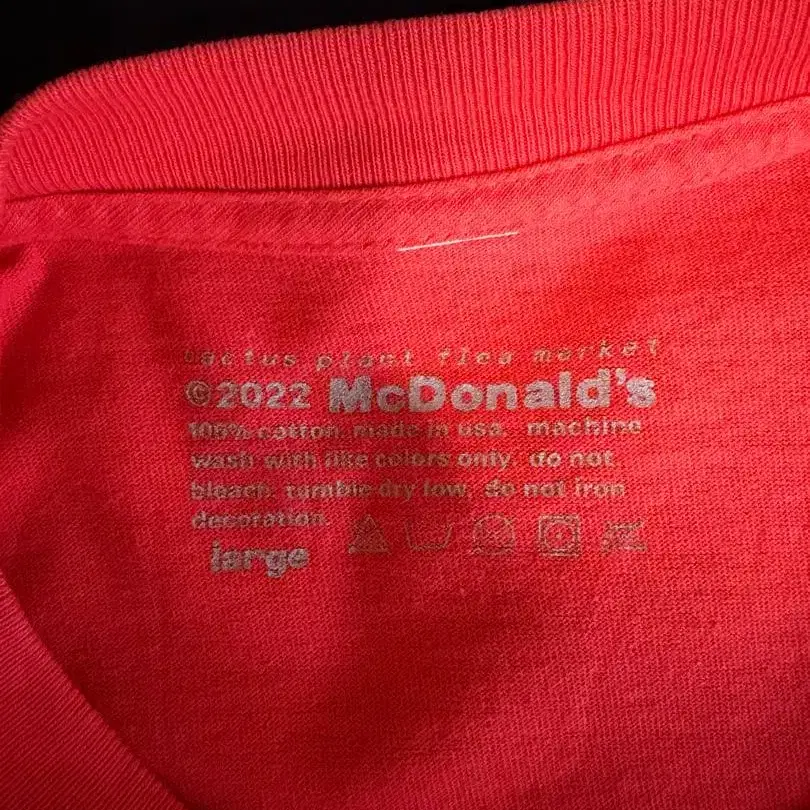 cactus plant flea market
©2022 McDonald's
100% cotton. made in usa. machine
wash with like colors only. do not
bleach. tumble dry low. do not iron
decoration.
large